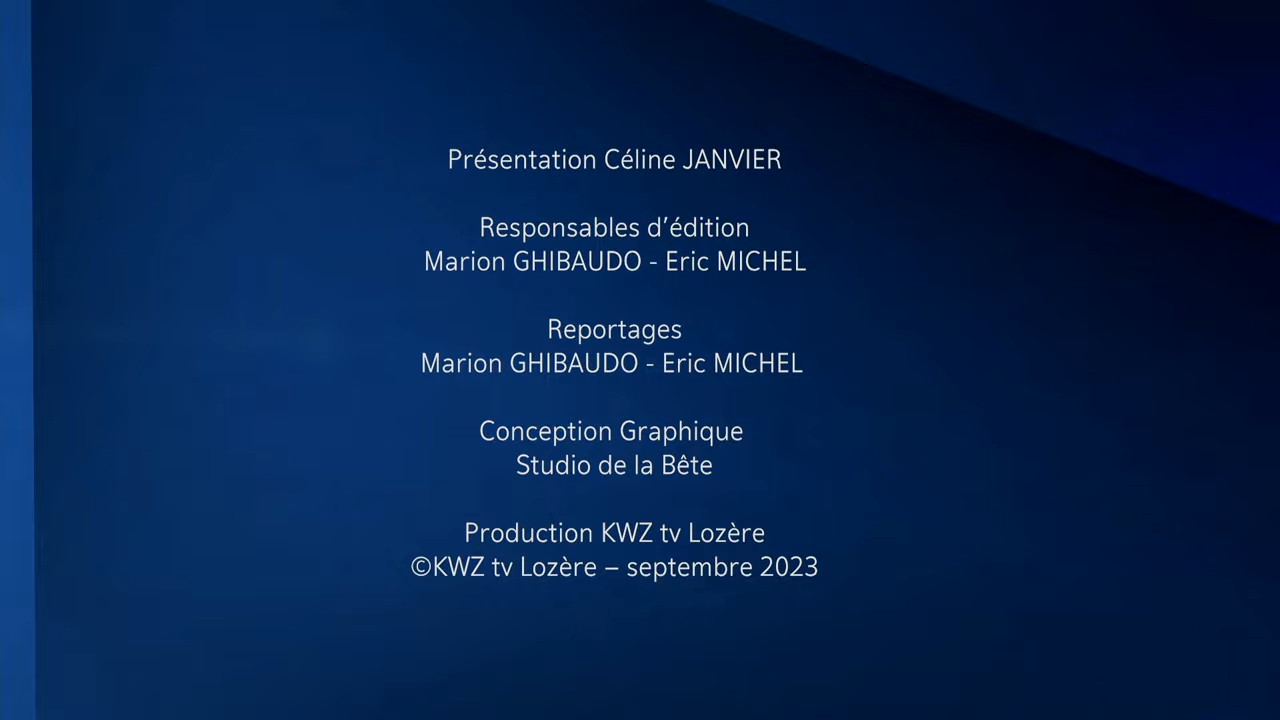 Présentation Céline JANVIER
Responsables d’édition
Marion GHIBAUDO - Eric MICHEL
Reportages
Marion GHIBAUDO - Eric MICHEL
Conception Graphique
Studio de la Bête
Production KWZ tv Lozère
©KWZ tv Lozère – septembre 2023